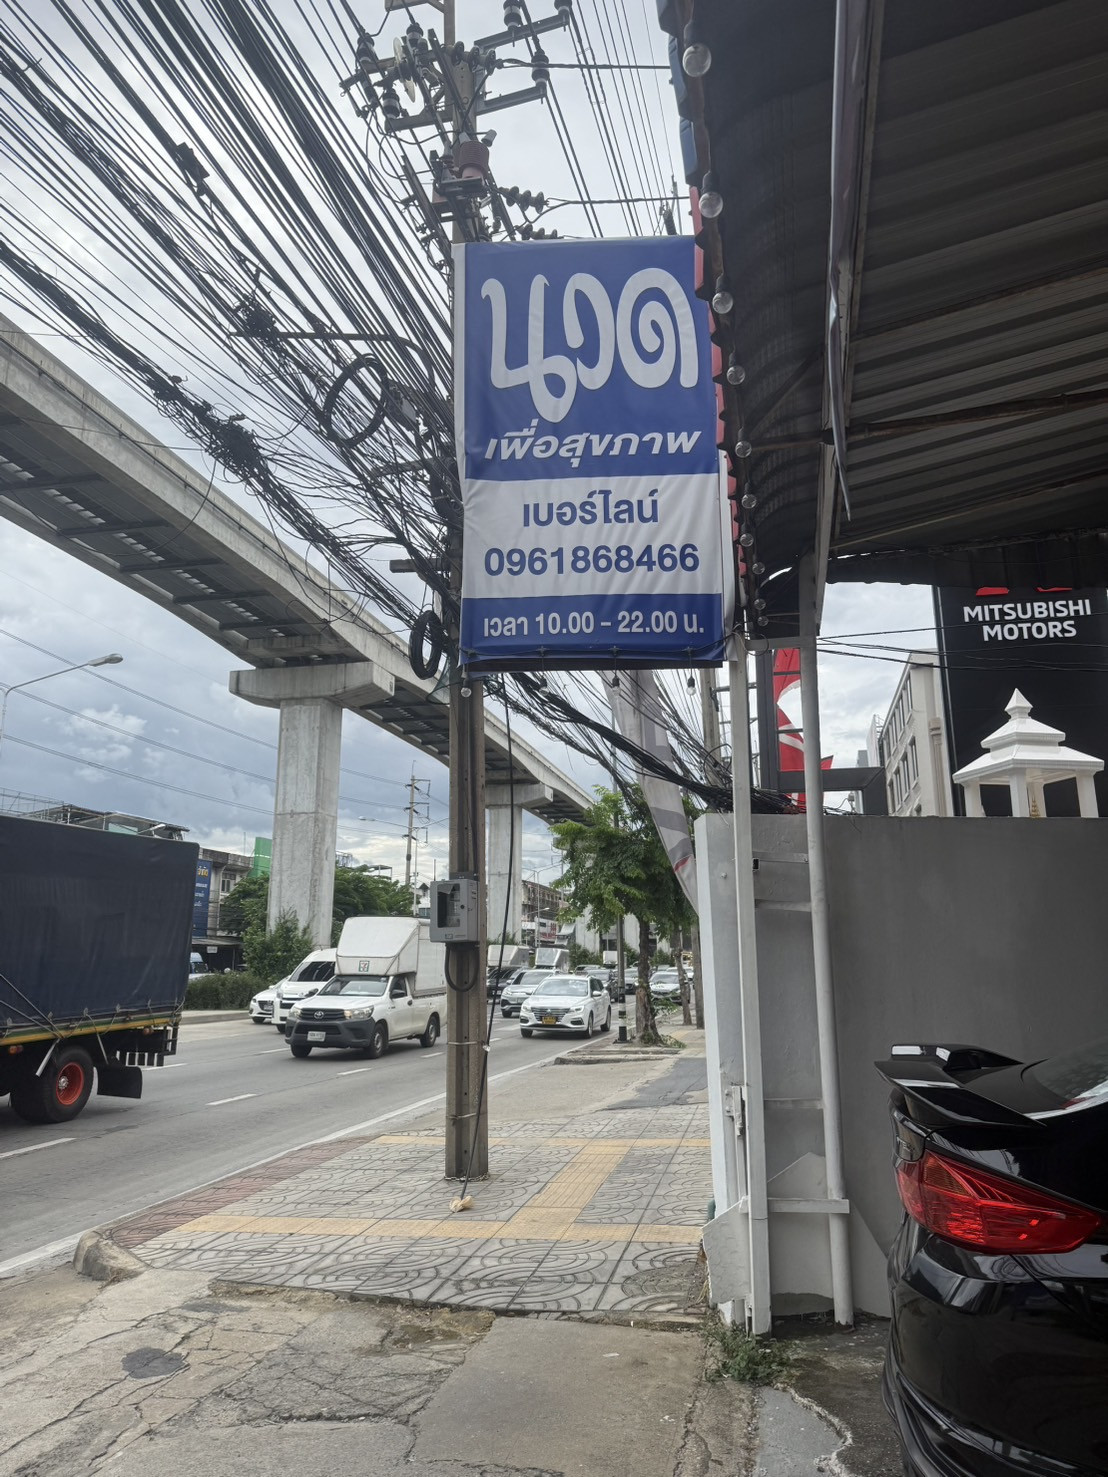 นวด
เพื่อสุขภาพ
เบอร์ไลน์
0961868466
เวลา 10.00 - 22.00 น.
MITSUBISHI
MOTORS